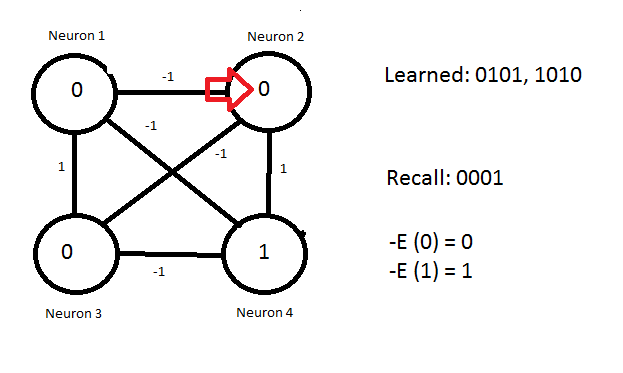 Neuron 1
Neuron 2
-1
0
0
Learned: 0101, 1010
-1
-1
1
1
Recall: 0001
0
1
-E (0) = 0
-1
-E (1) = 1
Neuron 3
Neuron 4